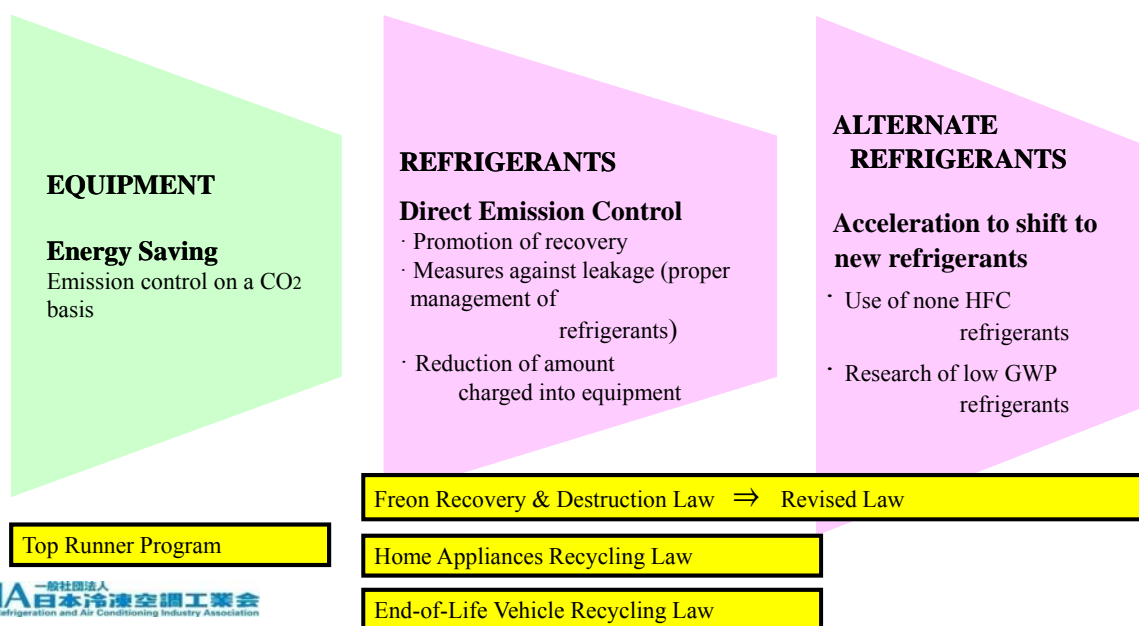 EQUIPMENT
Energy Saving
Emission control on a CO2
basis
REFRIGERANTS
Direct Emission Control
· Promotion of recovery
· Measures against leakage (proper
management of
refrigerants)
· Reduction of amount
charged into equipment
ALTERNATE
REFRIGERANTS
Acceleration to shift to
new refrigerants
· Use of none HFC
refrigerants
· Research of low GWP
refrigerants
Freon Recovery & Destruction Law ⇒ Revised Law
Top Runner Program
Home Appliances Recycling Law
End-of-Life Vehicle Recycling Law
一般社団法人
日本冷凍空調工業会
Refrigeration and Air Conditioning Industry Association